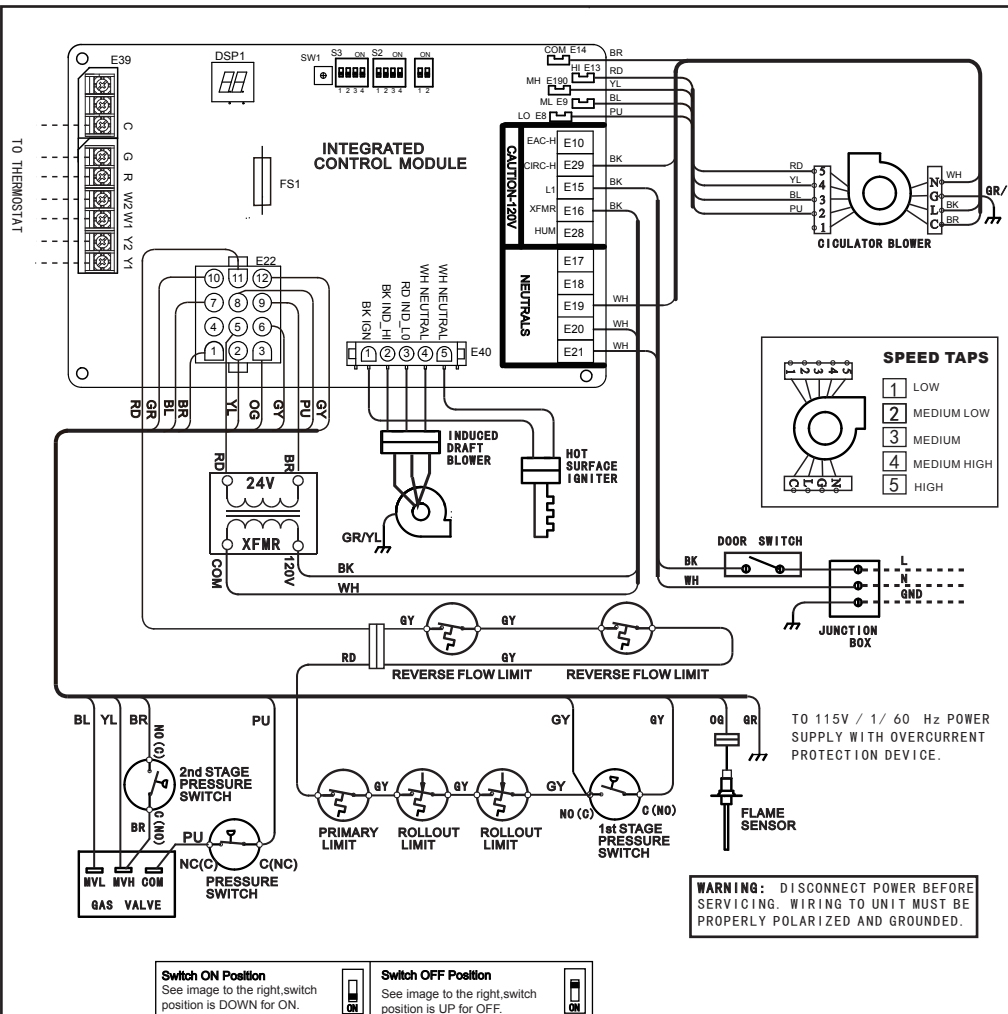 COM E14
BR
E39
DSP1
SW1
S3
ON
S2
ON
ON
1 2 3 4
1 2 3 4
1 2
HI E13
RD
MH E190
YL
ML E9
BL
LO E8
PU
TO THERMOSTAT
C
G
R
W2
W1
Y2
Y1
INTEGRATED
CONTROL MODULE
FS1
CAUTION-120V
EAC-H
E10
CIRC-H
E29
BK
L1
E15
BK
XFMR
E16
BK
HUM
E28
NEUTRALS
E17
E18
E19
WH
E20
WH
E21
WH
RD
5
YL
4
BL
3
PU
2
1
N
WH
G
GR/
L
BK
C
BR
CICULATOR BLOWER
E22
10
11
12
7
8
9
4
5
6
1
2
3
BK IGN
BK IND_HI
RD IND_L0
WH NEUTRAL
WH NEUTRAL
1
2
3
4
5
E40
SPEED TAPS
1
2
3
4
5
1 LOW
2 MEDIUM LOW
3 MEDIUM
4 MEDIUM HIGH
5 HIGH
C
L
G
N
RD
GR
BL
BR
YL
OG
GY
PU
GY
RD
BR
24V
XFMR
COM
120V
INDUCED
DRAFT
BLOWER
GR/YL
HOT
SURFACE
IGNITER
BK
WH
DOOR SWITCH
BK
WH
L
N
GND
JUNCTION
BOX
GY
GY
RD
GY
REVERSE FLOW LIMIT
REVERSE FLOW LIMIT
BL
YL
BR
PU
GY
GY
OG
GR
TO 115V / 1/ 60 Hz POWER
SUPPLY WITH OVERCURRENT
PROTECTION DEVICE.
NO (C)
2nd STAGE
PRESSURE
SWITCH
C (NO)
BR
PU
NC(C)
C(NC)
PRESSURE
SWITCH
MVL
MVH
COM
GAS VALVE
GY
GY
GY
PRIMARY
LIMIT
ROLLOUT
LIMIT
ROLLOUT
LIMIT
NO (C)
C (NO)
1st STAGE
PRESSURE
SWITCH
FLAME
SENSOR
WARNING: DISCONNECT POWER BEFORE
SERVICING. WIRING TO UNIT MUST BE
PROPERLY POLARIZED AND GROUNDED.
Switch ON Position
See image to the right,switch
position is DOWN for ON.
ON
Switch OFF Position
See image to the right,switch
position is UP for OFF.
ON